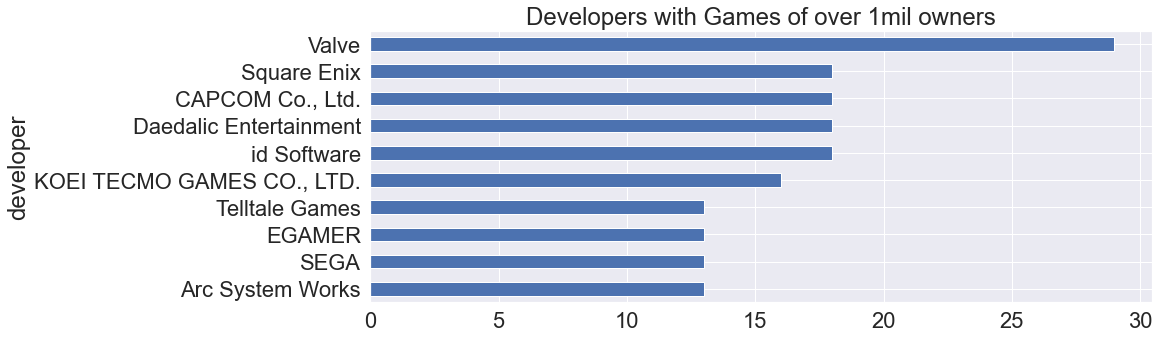 Developers with Games of over 1mil owners
developer
Valve
Square Enix
CAPCOM Co., Ltd.
Daedalic Entertainment
id Software
KOEI TECMO GAMES CO., LTD.
Telltale Games
EGAMER
SEGA
Arc System Works
0 5 10 15 20 25 30